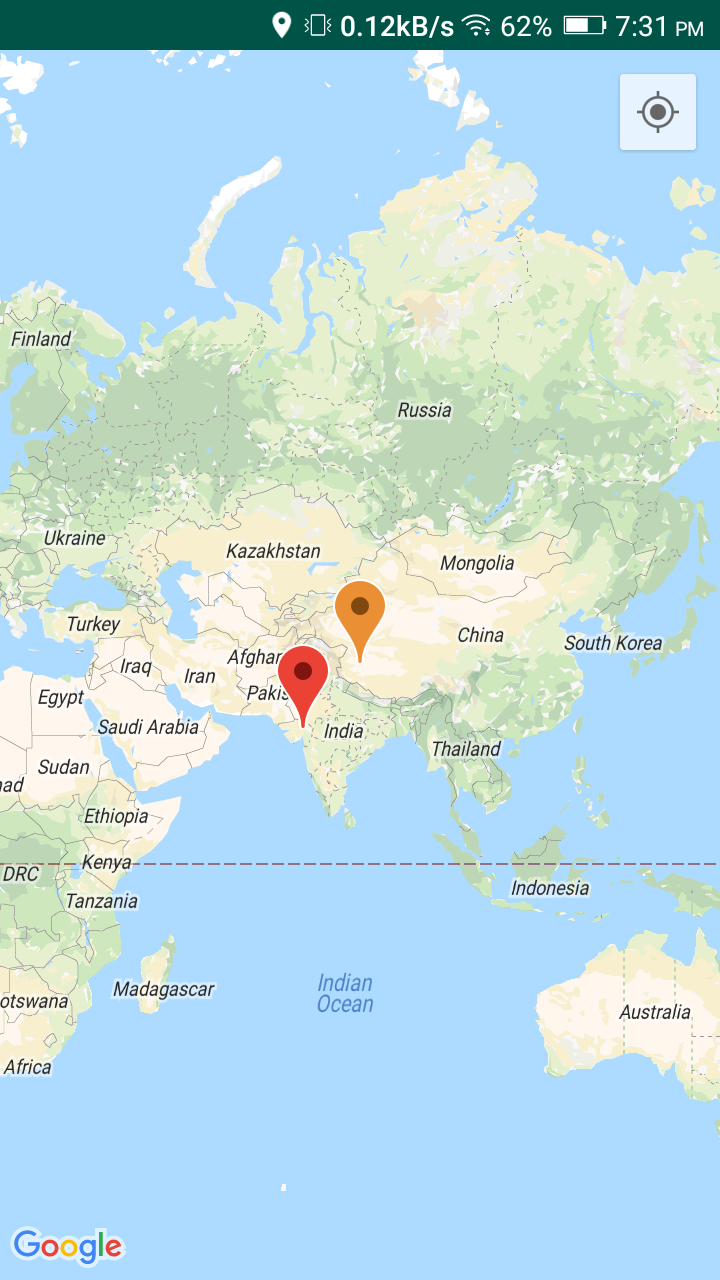 0.12kB/s 62% 7:31 PM
Finland
Russia
Ukraine
Kazakhstan
Mongolia
Turkey
China
South Korea
Afghan
Iraq
Iran
Pakis
Egypt
Saudi Arabia
India
Thailand
Sudan
ad
Ethiopia
Kenya
DRC
Indonesia
Tanzania
Madagascar
Indian
Ocean
otswana
Australia
Africa
Google